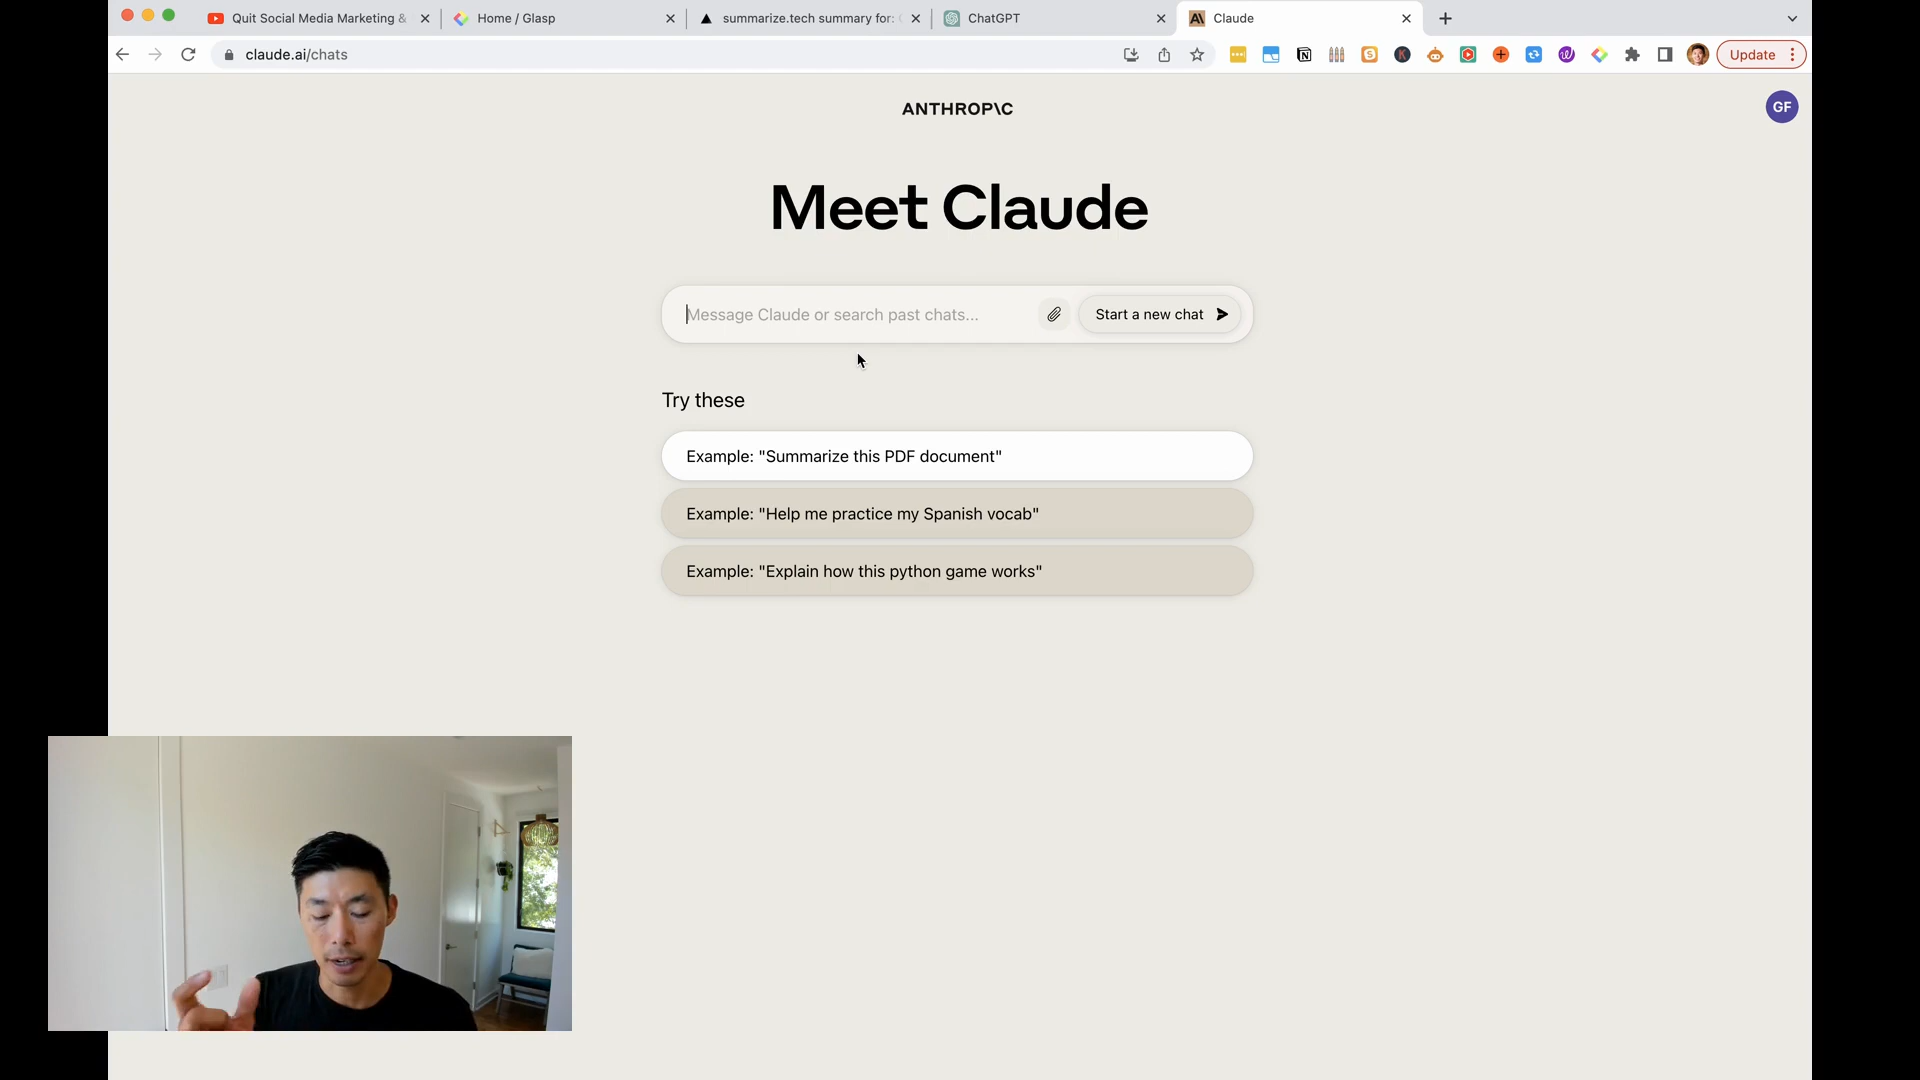 Quit Social Media Marketing &
Home / Glasp
summarize.tech summary for:
ChatGPT
Claude
claude.ai/chats
Update
ANTHROP\C
GF
Meet Claude
Message Claude or search past chats...
Start a new chat
Try these
Example: "Summarize this PDF document"
Example: "Help me practice my Spanish vocab"
Example: "Explain how this python game works"